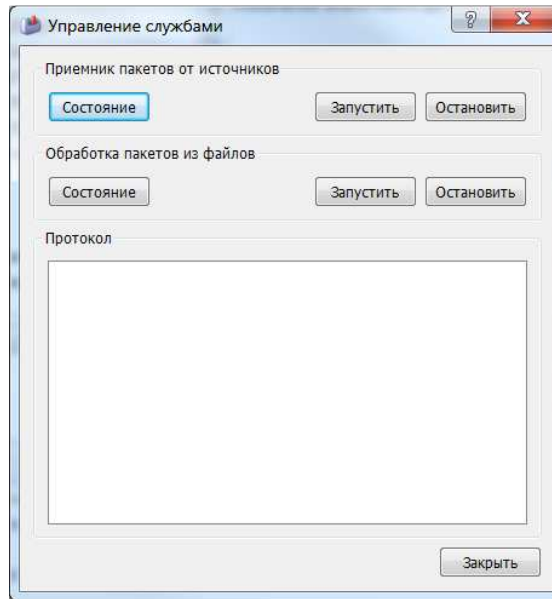 Управление службами
Приемник пакетов от источников
Состояние Запустить Остановить
Обработка пакетов из файлов
Состояние Запустить Остановить
Протокол
Закрыть